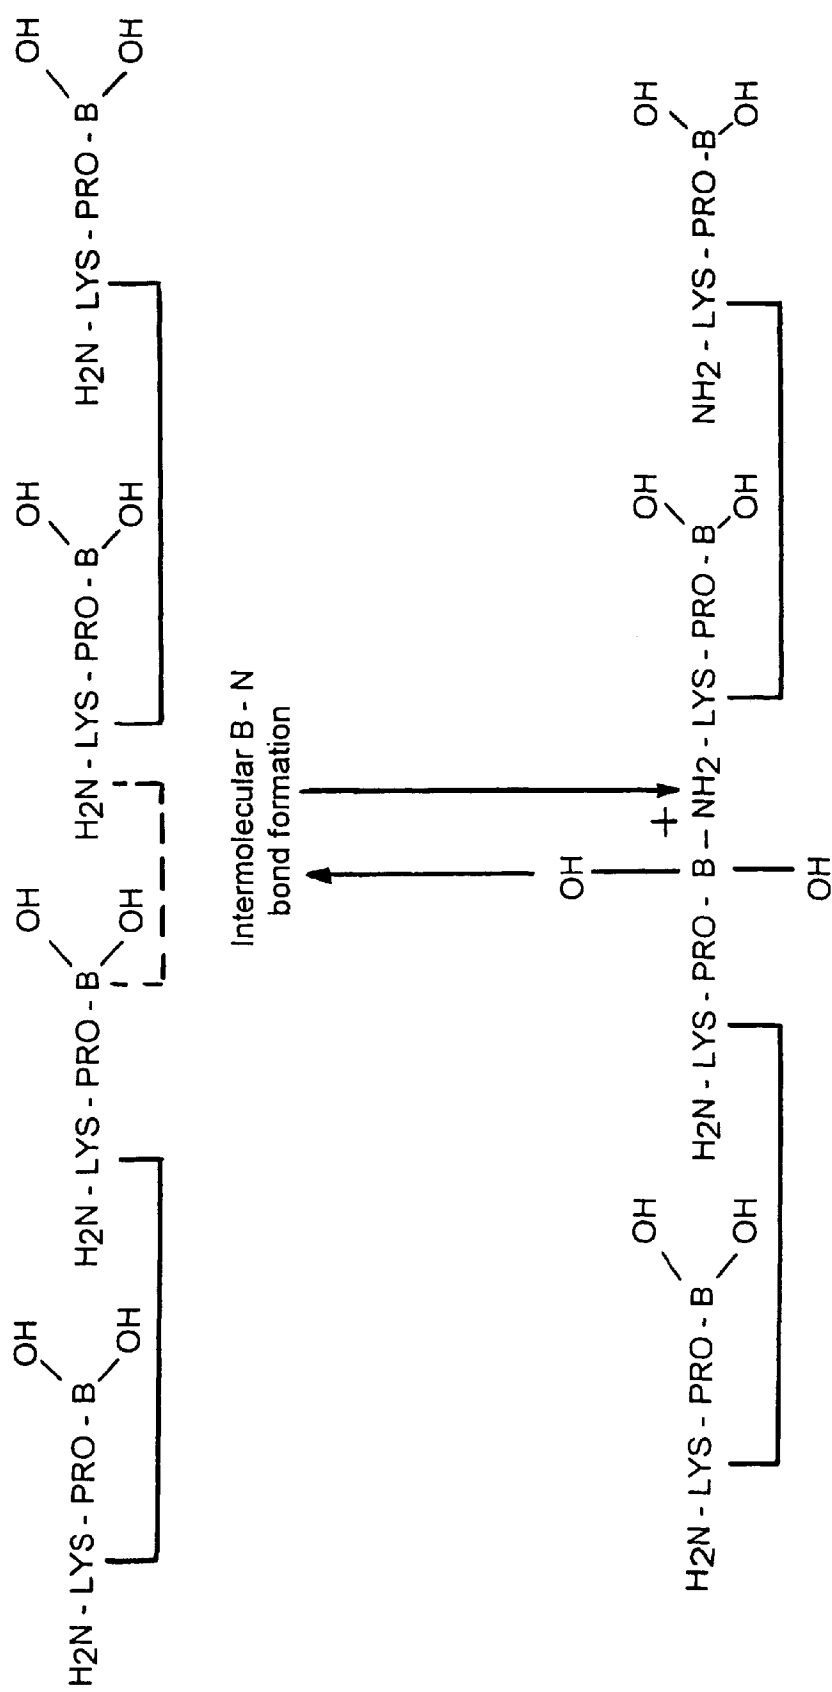 OH OH OH OH
H2N - LYS - PRO - B H2N - LYS - PRO - B H2N - LYS - PRO - B H2N - LYS - PRO - B
OH OH OH OH
Intermolecular B - N
bond formation
OH
OH OH OH
+
H2N - LYS - PRO - B H2N - LYS - PRO - B — NH2 - LYS - PRO - B NH2 - LYS - PRO -B
OH OH OH
OH